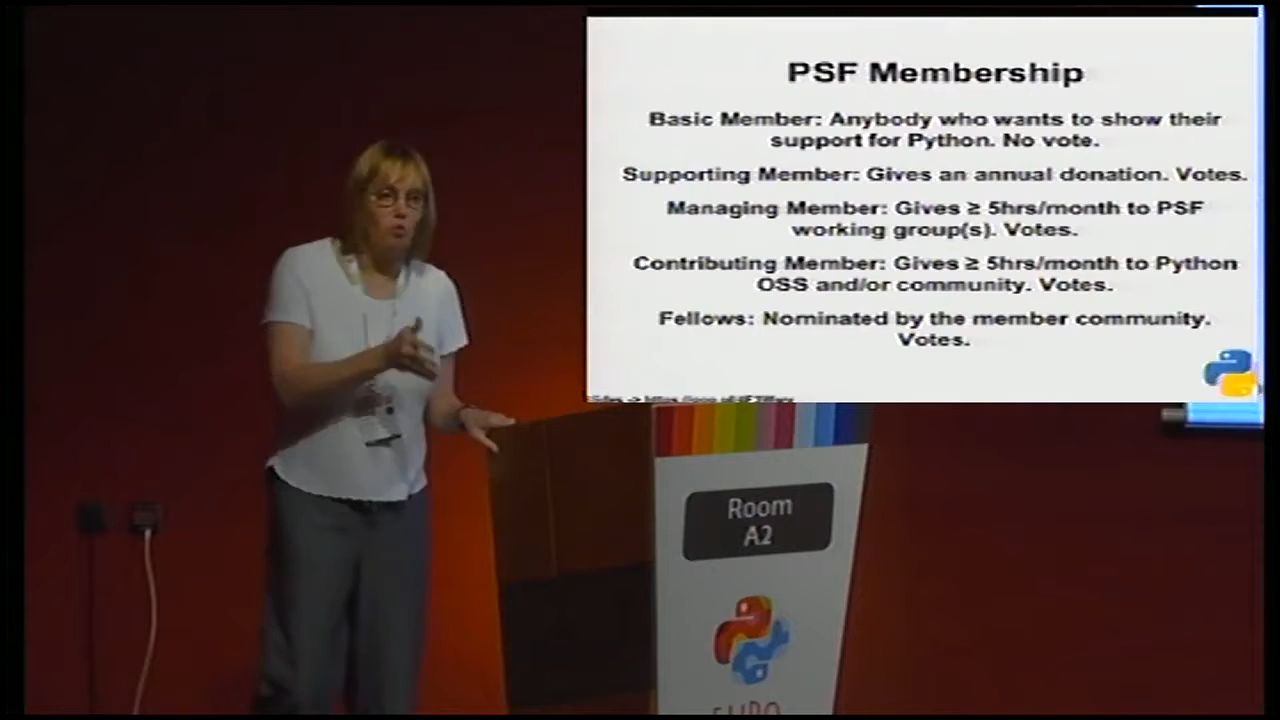 PSF Membership
Basic Member: Anybody who wants to show their
support for Python. No vote.
Supporting Member: Gives an annual donation. Votes.
Managing Member: Gives ≥ 5hrs/month to PSF
working group(s). Votes.
Contributing Member: Gives ≥ 5hrs/month to Python
OSS and/or community. Votes.
Fellows: Nominated by the member community.
Votes.
Room
A2
EURO